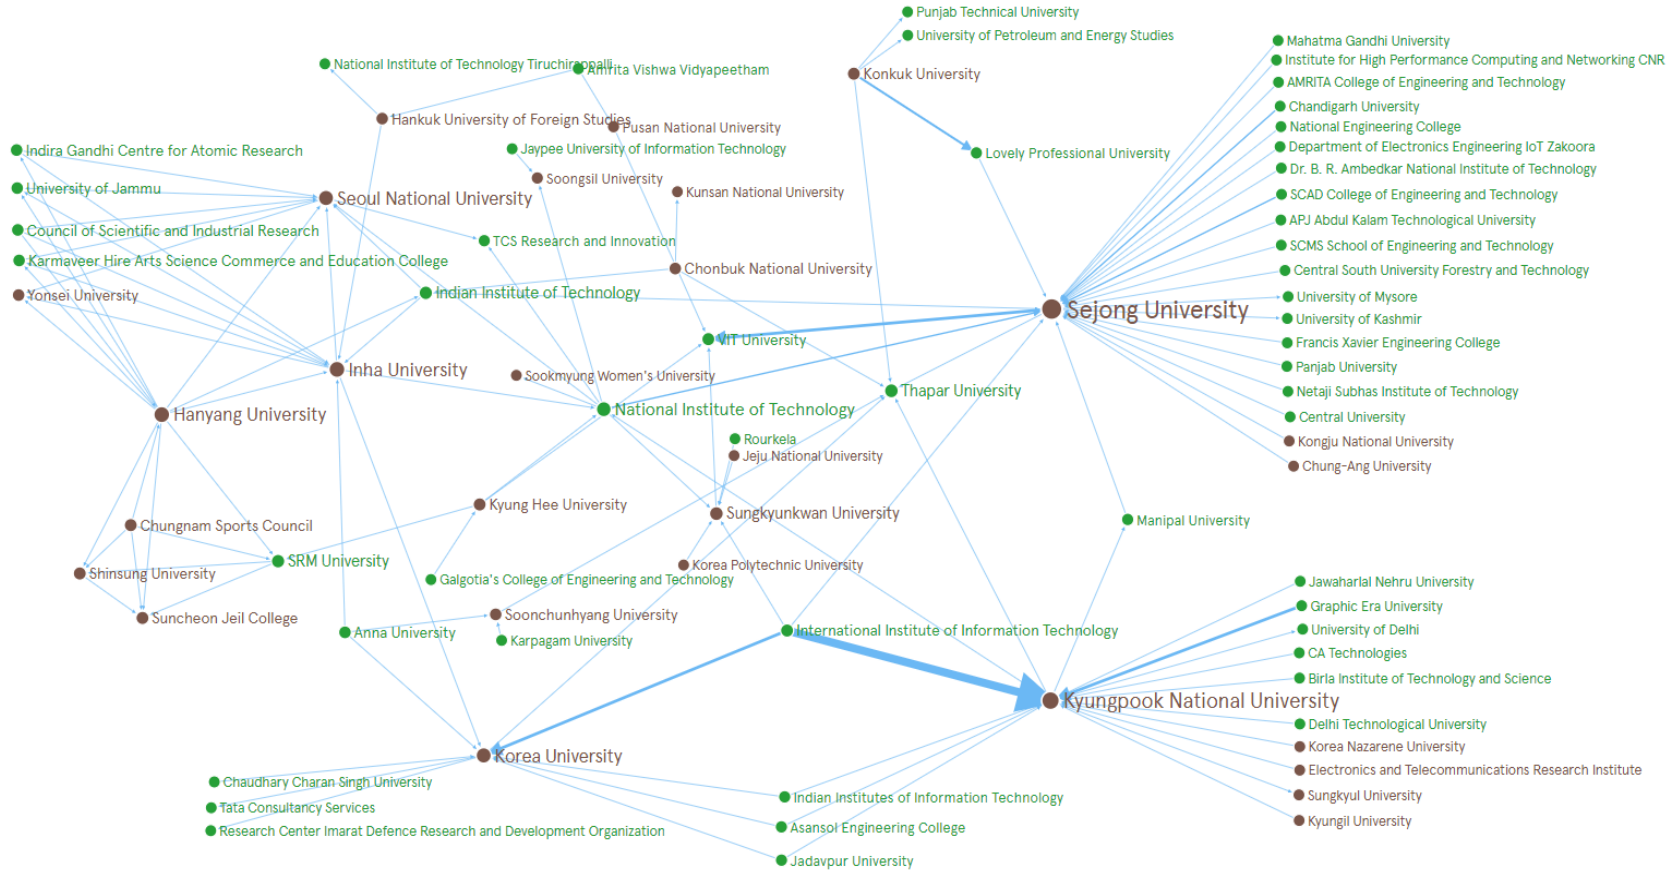 Punjab Technical University
University of Petroleum and Energy Studies
Mahatma Gandhi University
Institute for High Performance Computing and Networking CNR
National Institute of Technology Tiruchirappalli
Amrita Vishwa Vidyapeetham
Konkuk University
AMRITA College of Engineering and Technology
Chandigarh University
Hankuk University of Foreign Studies
Pusan National University
National Engineering College
Indira Gandhi Centre for Atomic Research
Jaypee University of Information Technology
Lovely Professional University
Department of Electronics Engineering IoT Zakoora
Dr. B. R. Ambedkar National Institute of Technology
University of Jammu
Soongsil University
Kunsan National University
Seoul National University
SCAD College of Engineering and Technology
APJ Abdul Kalam Technological University
Council of Scientific and Industrial Research
TCS Research and Innovation
SCMS School of Engineering and Technology
Karmaveer Hire Arts Science Commerce and Education College
Chonbuk National University
Central South University Forestry and Technology
Yonsei University
Indian Institute of Technology
University of Mysore
Sejong University
University of Kashmir
VIT University
Francis Xavier Engineering College
Inha University
Sookmyung Women's University
Panjab University
Thapar University
Netaji Subhas Institute of Technology
Hanyang University
National Institute of Technology
Central University
Rourkela
Kongju National University
Jeju National University
Chung-Ang University
Kyung Hee University
Sungkyunkwan University
Chungnam Sports Council
Manipal University
SRM University
Korea Polytechnic University
Shinsung University
Galgotia's College of Engineering and Technology
Jawaharlal Nehru University
Suncheon Jeil College
Soonchunhyang University
Graphic Era University
Anna University
Karpagam University
International Institute of Information Technology
University of Delhi
CA Technologies
Birla Institute of Technology and Science
Kyungpook National University
Delhi Technological University
Korea University
Korea Nazarene University
Electronics and Telecommunications Research Institute
Chaudhary Charan Singh University
Indian Institutes of Information Technology
Sungkyul University
Tata Consultancy Services
Asansol Engineering College
Kyungil University
Research Center Imarat Defence Research and Development Organization
Jadavpur University